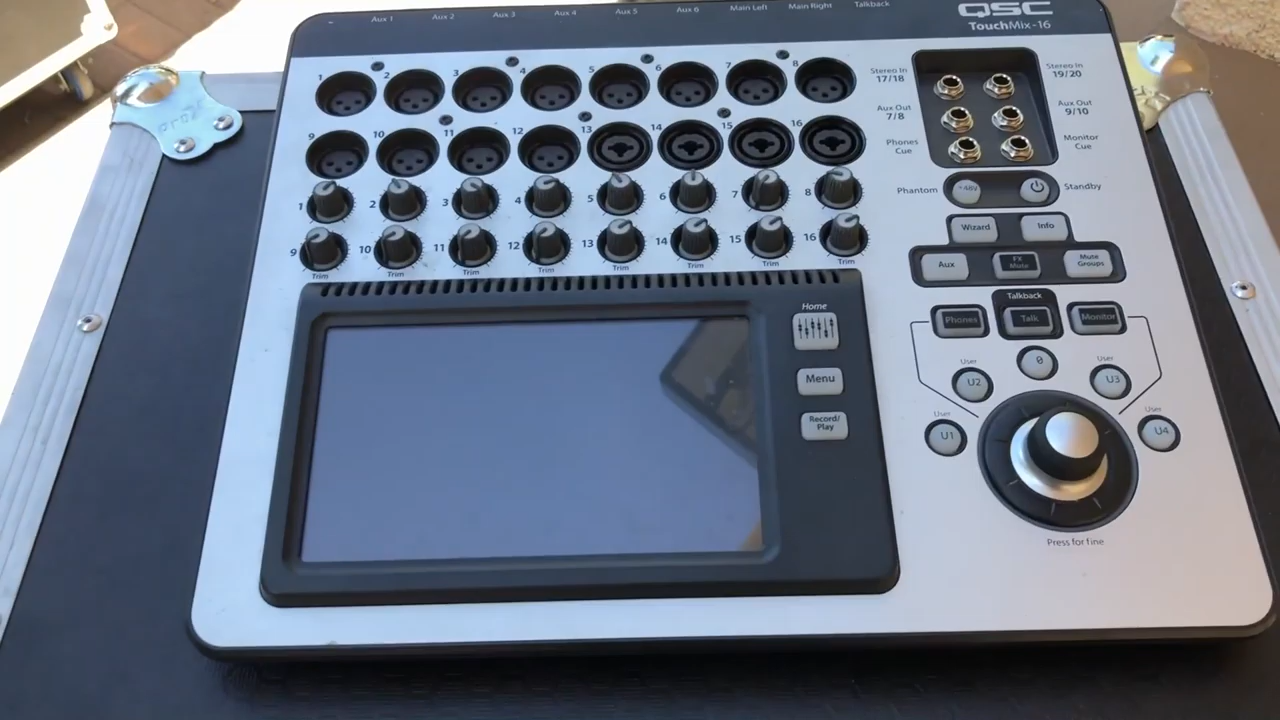 Aux 1 Aux 2 Aux 3 Aux 4 Aux 5 Aux 6 Main Left Main Right Talkback
QSC
TouchMix-16
1 2 3 4 5 6 7 8
9 10 11 12 13 14 15 16
1 2 3 4 5 6 7 8
9 10 11 12 13 14 15 16
Trim Trim Trim Trim Trim Trim Trim Trim
Stereo In
17/18
Stereo In
19/20
Aux Out
7/8
Aux Out
9/10
Phones
Cue
Monitor
Cue
Phantom +48V Standby
Wizard Info
Aux
FX
Mute
Mute
Groups
Talkback
Phones Talk Monitor
Home
Menu
Record/
Play
0
User
U2
User
U3
User
U1
User
U4
Press for fine